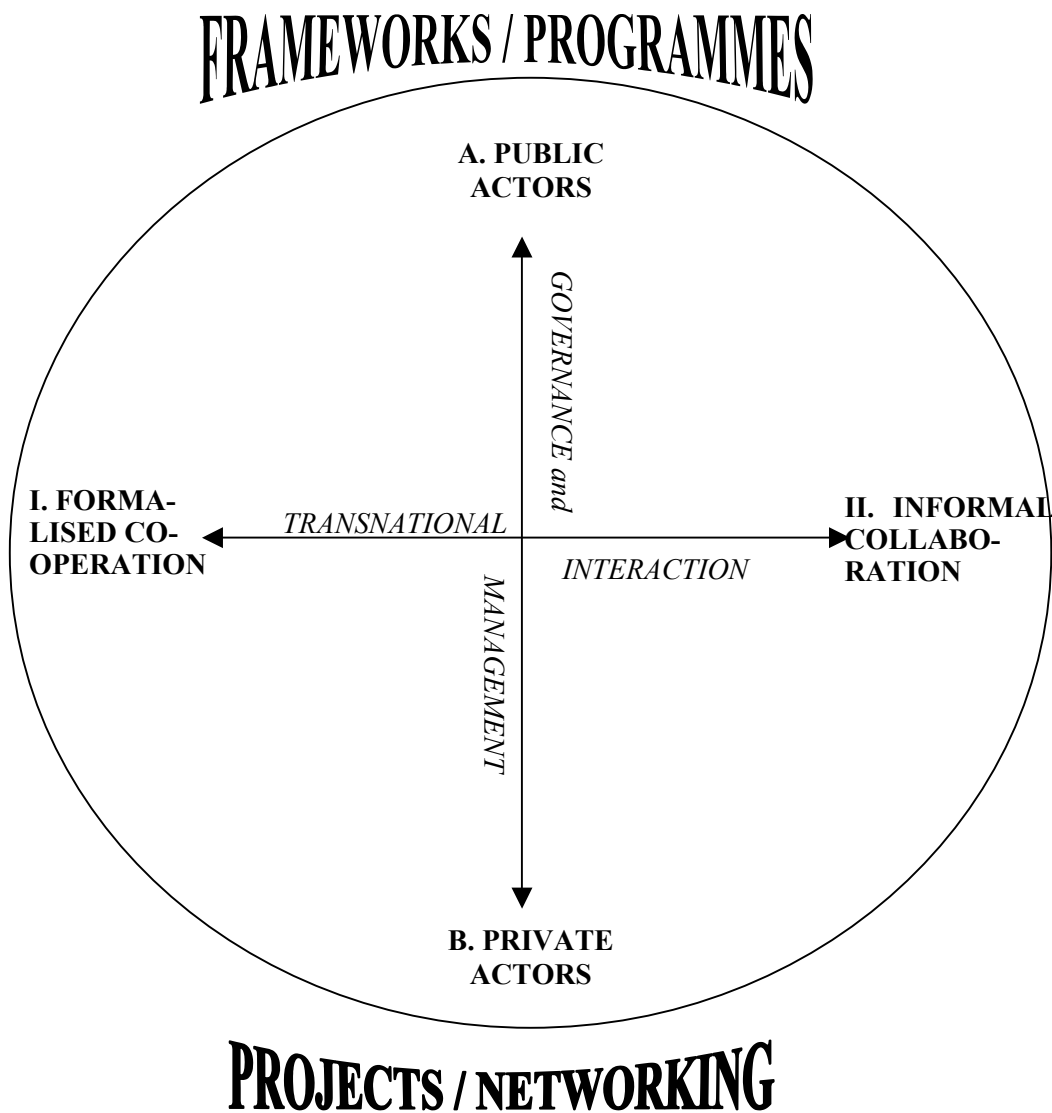 FRAMEWORKS / PROGRAMMES
A. PUBLIC
ACTORS
GOVERNANCE and
I. FORMA-
LISED CO-
OPERATION
TRANSNATIONAL
INTERACTION
II. INFORMAL
COLLABO-
RATION
MANAGEMENT
B. PRIVATE
ACTORS
PROJECTS / NETWORKING